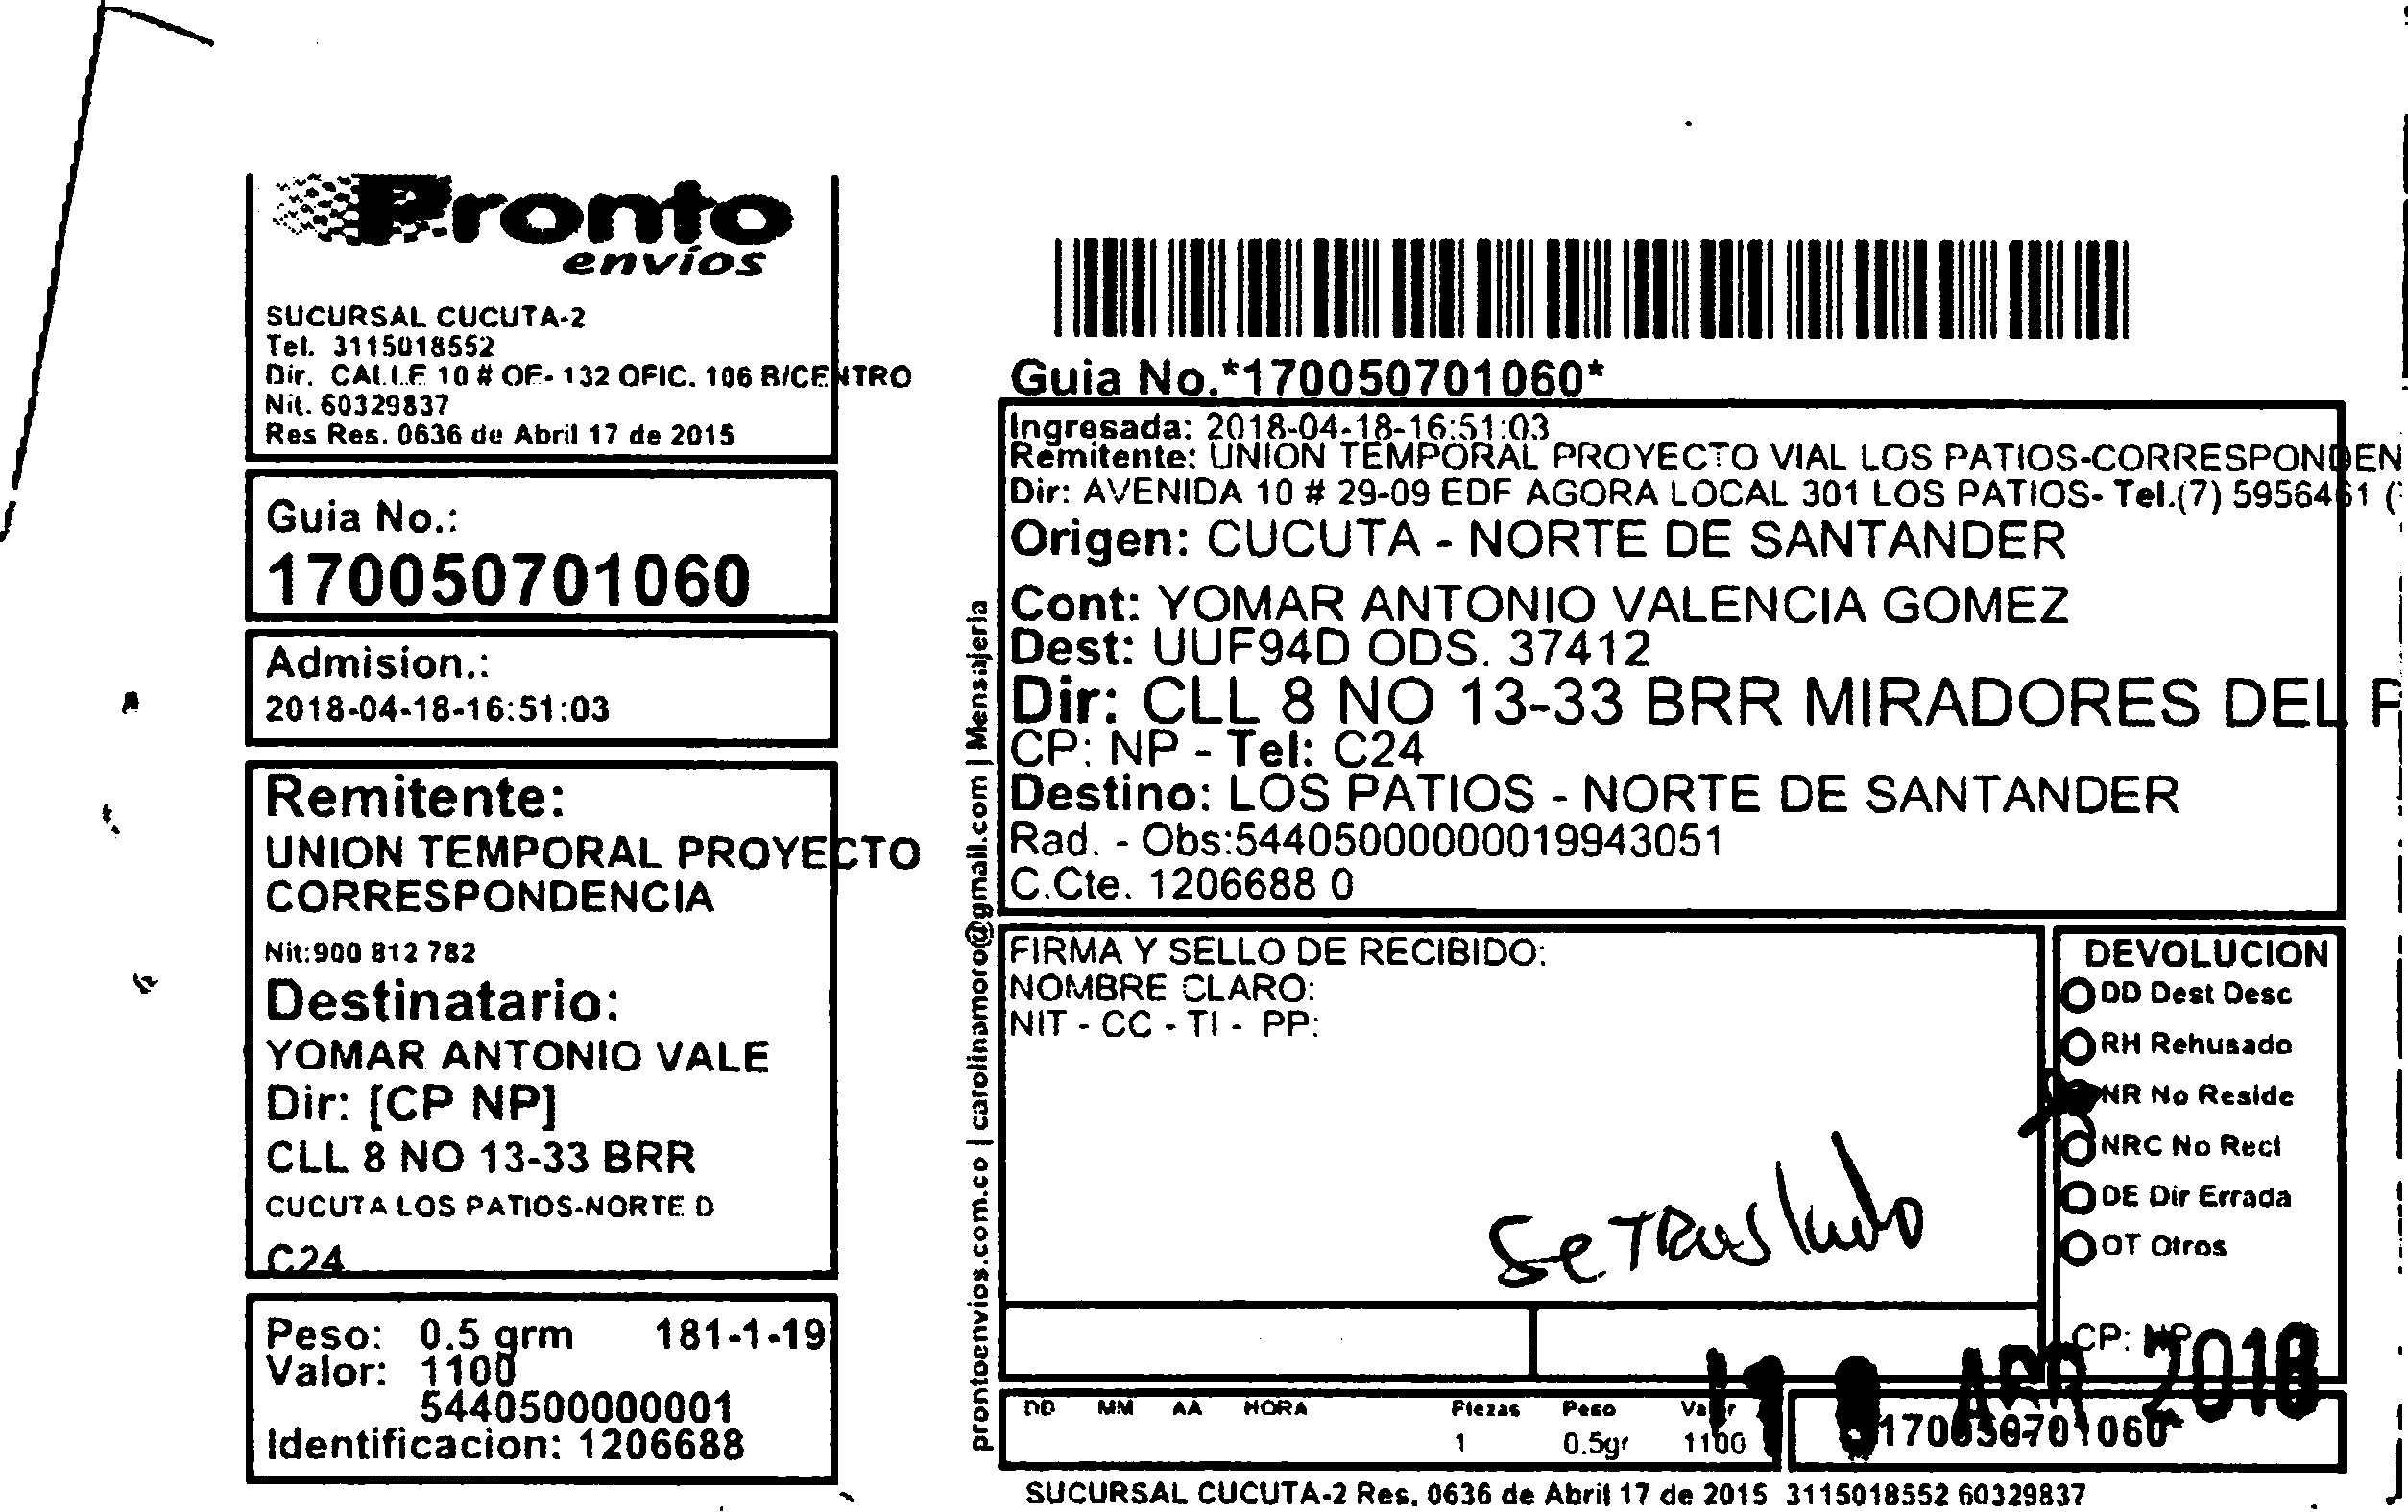 Pronto
envíos
SUCURSAL CUCUTA-2
Tel. 3115018552
Dir. CALLE 10 # OE- 132 OFIC. 106 B/CENTRO
Nit. 60329837
Res Res. 0636 de Abril 17 de 2015
Guia No.:
170050701060
Admision.:
2018-04-18-16:51:03
Remitente:
UNION TEMPORAL PROYECTO
CORRESPONDENCIA
Nit:900 812 782
Destinatario:
YOMAR ANTONIO VALE
Dir: [CP NP]
CLL 8 NO 13-33 BRR
CUCUTA LOS PATIOS-NORTE D
C24
Peso: 0.5 grm 181-1-19
Valor: 1100
5440500000001
Identificacion: 1206688
prontoenvios.com.co | carolinamoro@gmail.com | Mensajeria
Guia No.*170050701060*
Ingresada: 2018-04-18-16:51:03
Remitente: UNION TEMPORAL PROYECTO VIAL LOS PATIOS-CORRESPONDEN
Dir: AVENIDA 10 # 29-09 EDF AGORA LOCAL 301 LOS PATIOS- Tel.(7) 5956461 (
Origen: CUCUTA - NORTE DE SANTANDER
Cont: YOMAR ANTONIO VALENCIA GOMEZ
Dest: UUF94D ODS. 37412
Dir: CLL 8 NO 13-33 BRR MIRADORES DEL
CP: NP - Tel: C24
Destino: LOS PATIOS - NORTE DE SANTANDER
Rad. - Obs:544050000000019943051
C.Cte. 1206688 0
FIRMA Y SELLO DE RECIBIDO:
NOMBRE CLARO:
NIT - CC - TI - PP:
Se Trasladó
DEVOLUCION
DD Dest Desc
RH Rehusado
NR No Reside
NRC No Recl
DE Dir Errada
OT Otros
CP: NP
19 APR 2018
DD MM AA HORA Piezas Peso Valor
1 0.5gr 1100
*170050701060*
SUCURSAL CUCUTA-2 Res. 0636 de Abril 17 de 2015 3115018552 60329837